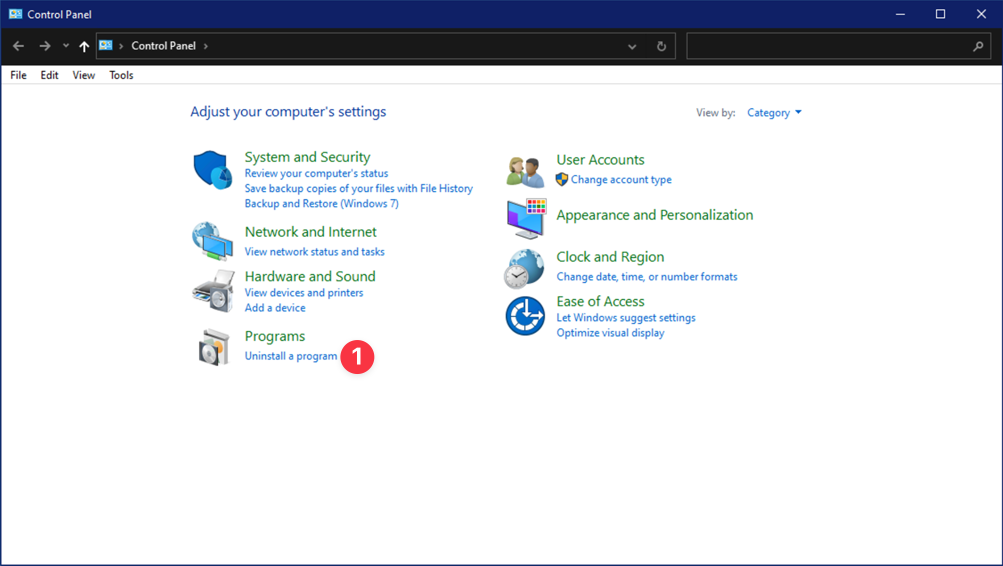 Control Panel
Control Panel
File Edit View Tools
Adjust your computer's settings
View by: Category
System and Security
Review your computer's status
Save backup copies of your files with File History
Backup and Restore (Windows 7)
Network and Internet
View network status and tasks
Hardware and Sound
View devices and printers
Add a device
Programs
Uninstall a program
1
User Accounts
Change account type
Appearance and Personalization
Clock and Region
Change date, time, or number formats
Ease of Access
Let Windows suggest settings
Optimize visual display